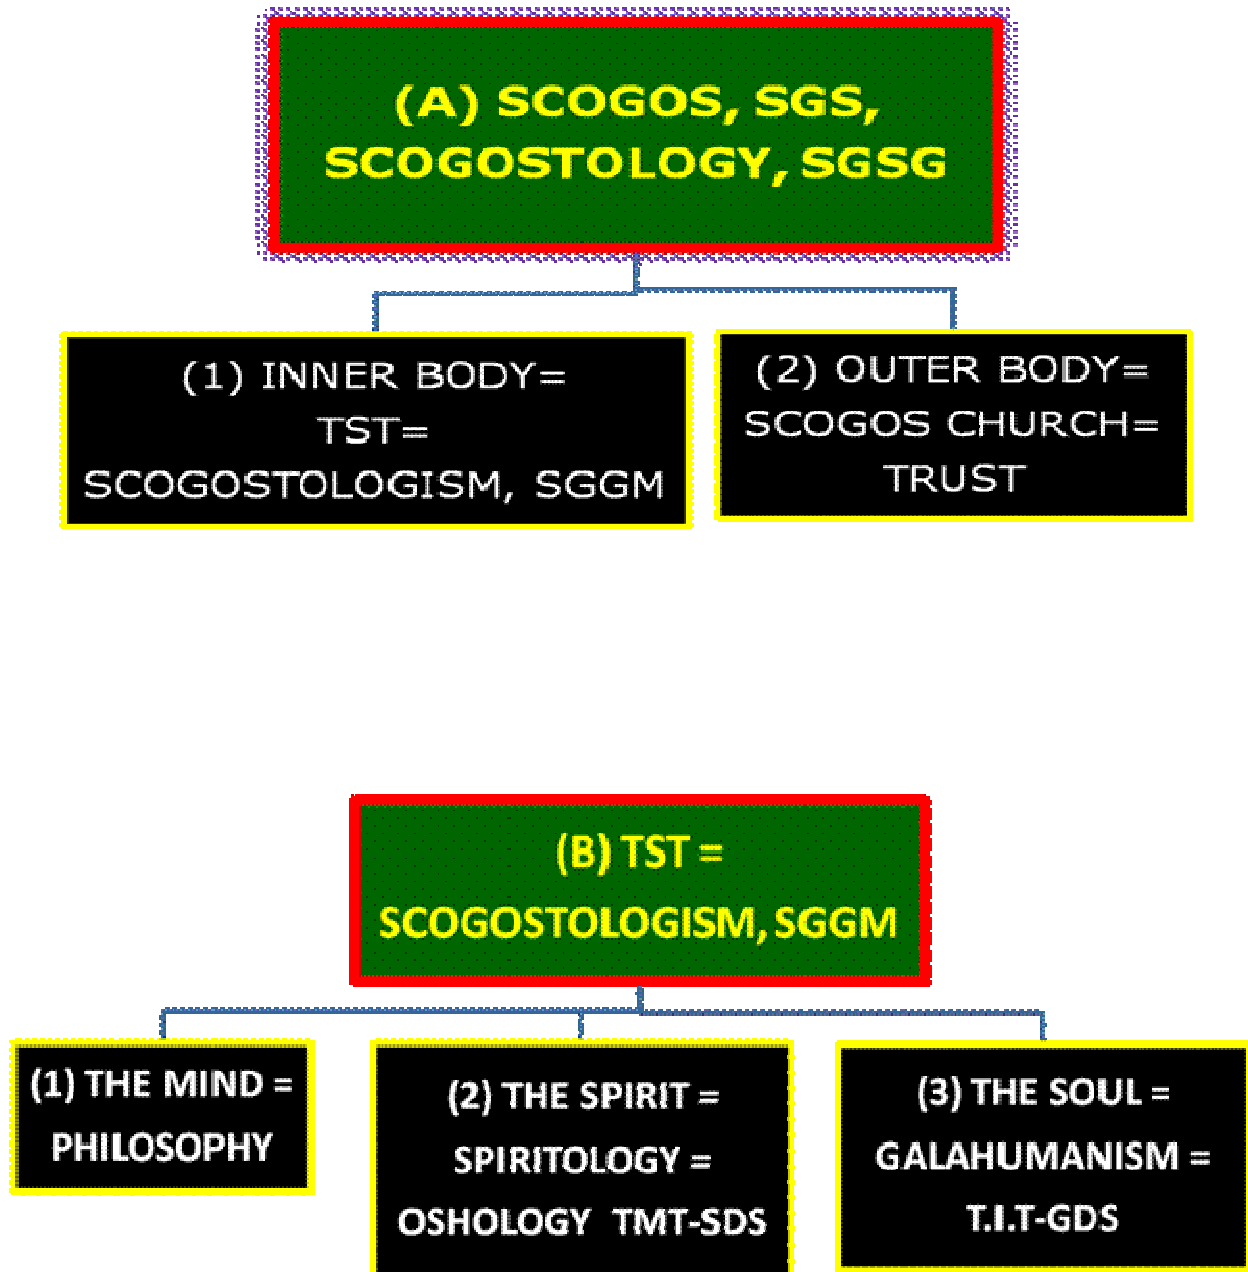 (A) SCOGOS, SGS,
SCOGOSTOLOGY, SGSG
(1) INNER BODY=
TST=
SCOGOSTOLOGISM, SGGM
(2) OUTER BODY=
SCOGOS CHURCH=
TRUST
(B) TST =
SCOGOSTOLOGISM, SGGM
(1) THE MIND =
PHILOSOPHY
(2) THE SPIRIT =
SPIRITOLOGY =
OSHOLOGY TMT-SDS
(3) THE SOUL =
GALAHUMANISM =
T.I.T-GDS